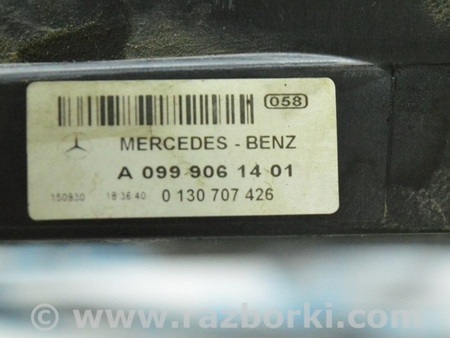 058
MERCEDES - BENZ
A 099 906 14 01
150930 18:36:40 0 130 707 426
© www.razborki.com